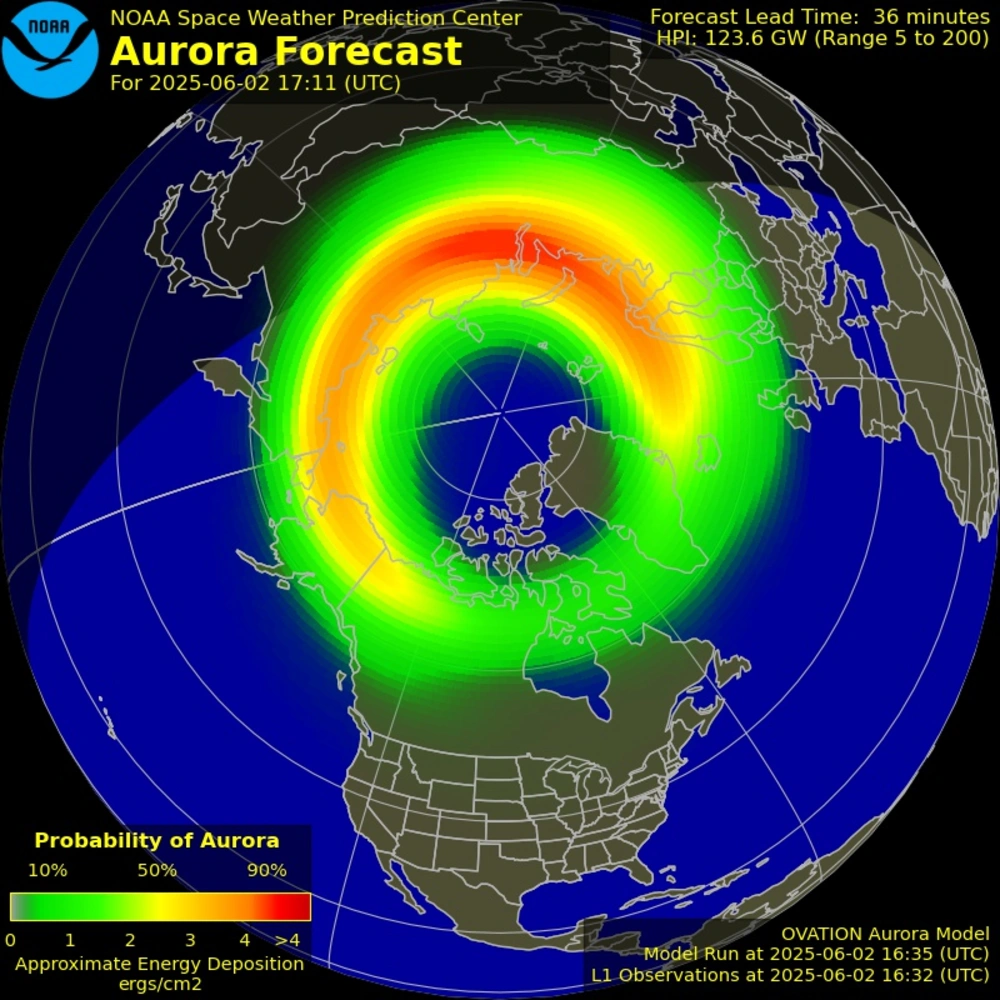 NOAA
NOAA Space Weather Prediction Center
Aurora Forecast
For 2025-06-02 17:11 (UTC)
Forecast Lead Time: 36 minutes
HPI: 123.6 GW (Range 5 to 200)
Probability of Aurora
10% 50% 90%
0 1 2 3 4 >4
Approximate Energy Deposition
ergs/cm2
OVATION Aurora Model
Model Run at 2025-06-02 16:35 (UTC)
L1 Observations at 2025-06-02 16:32 (UTC)